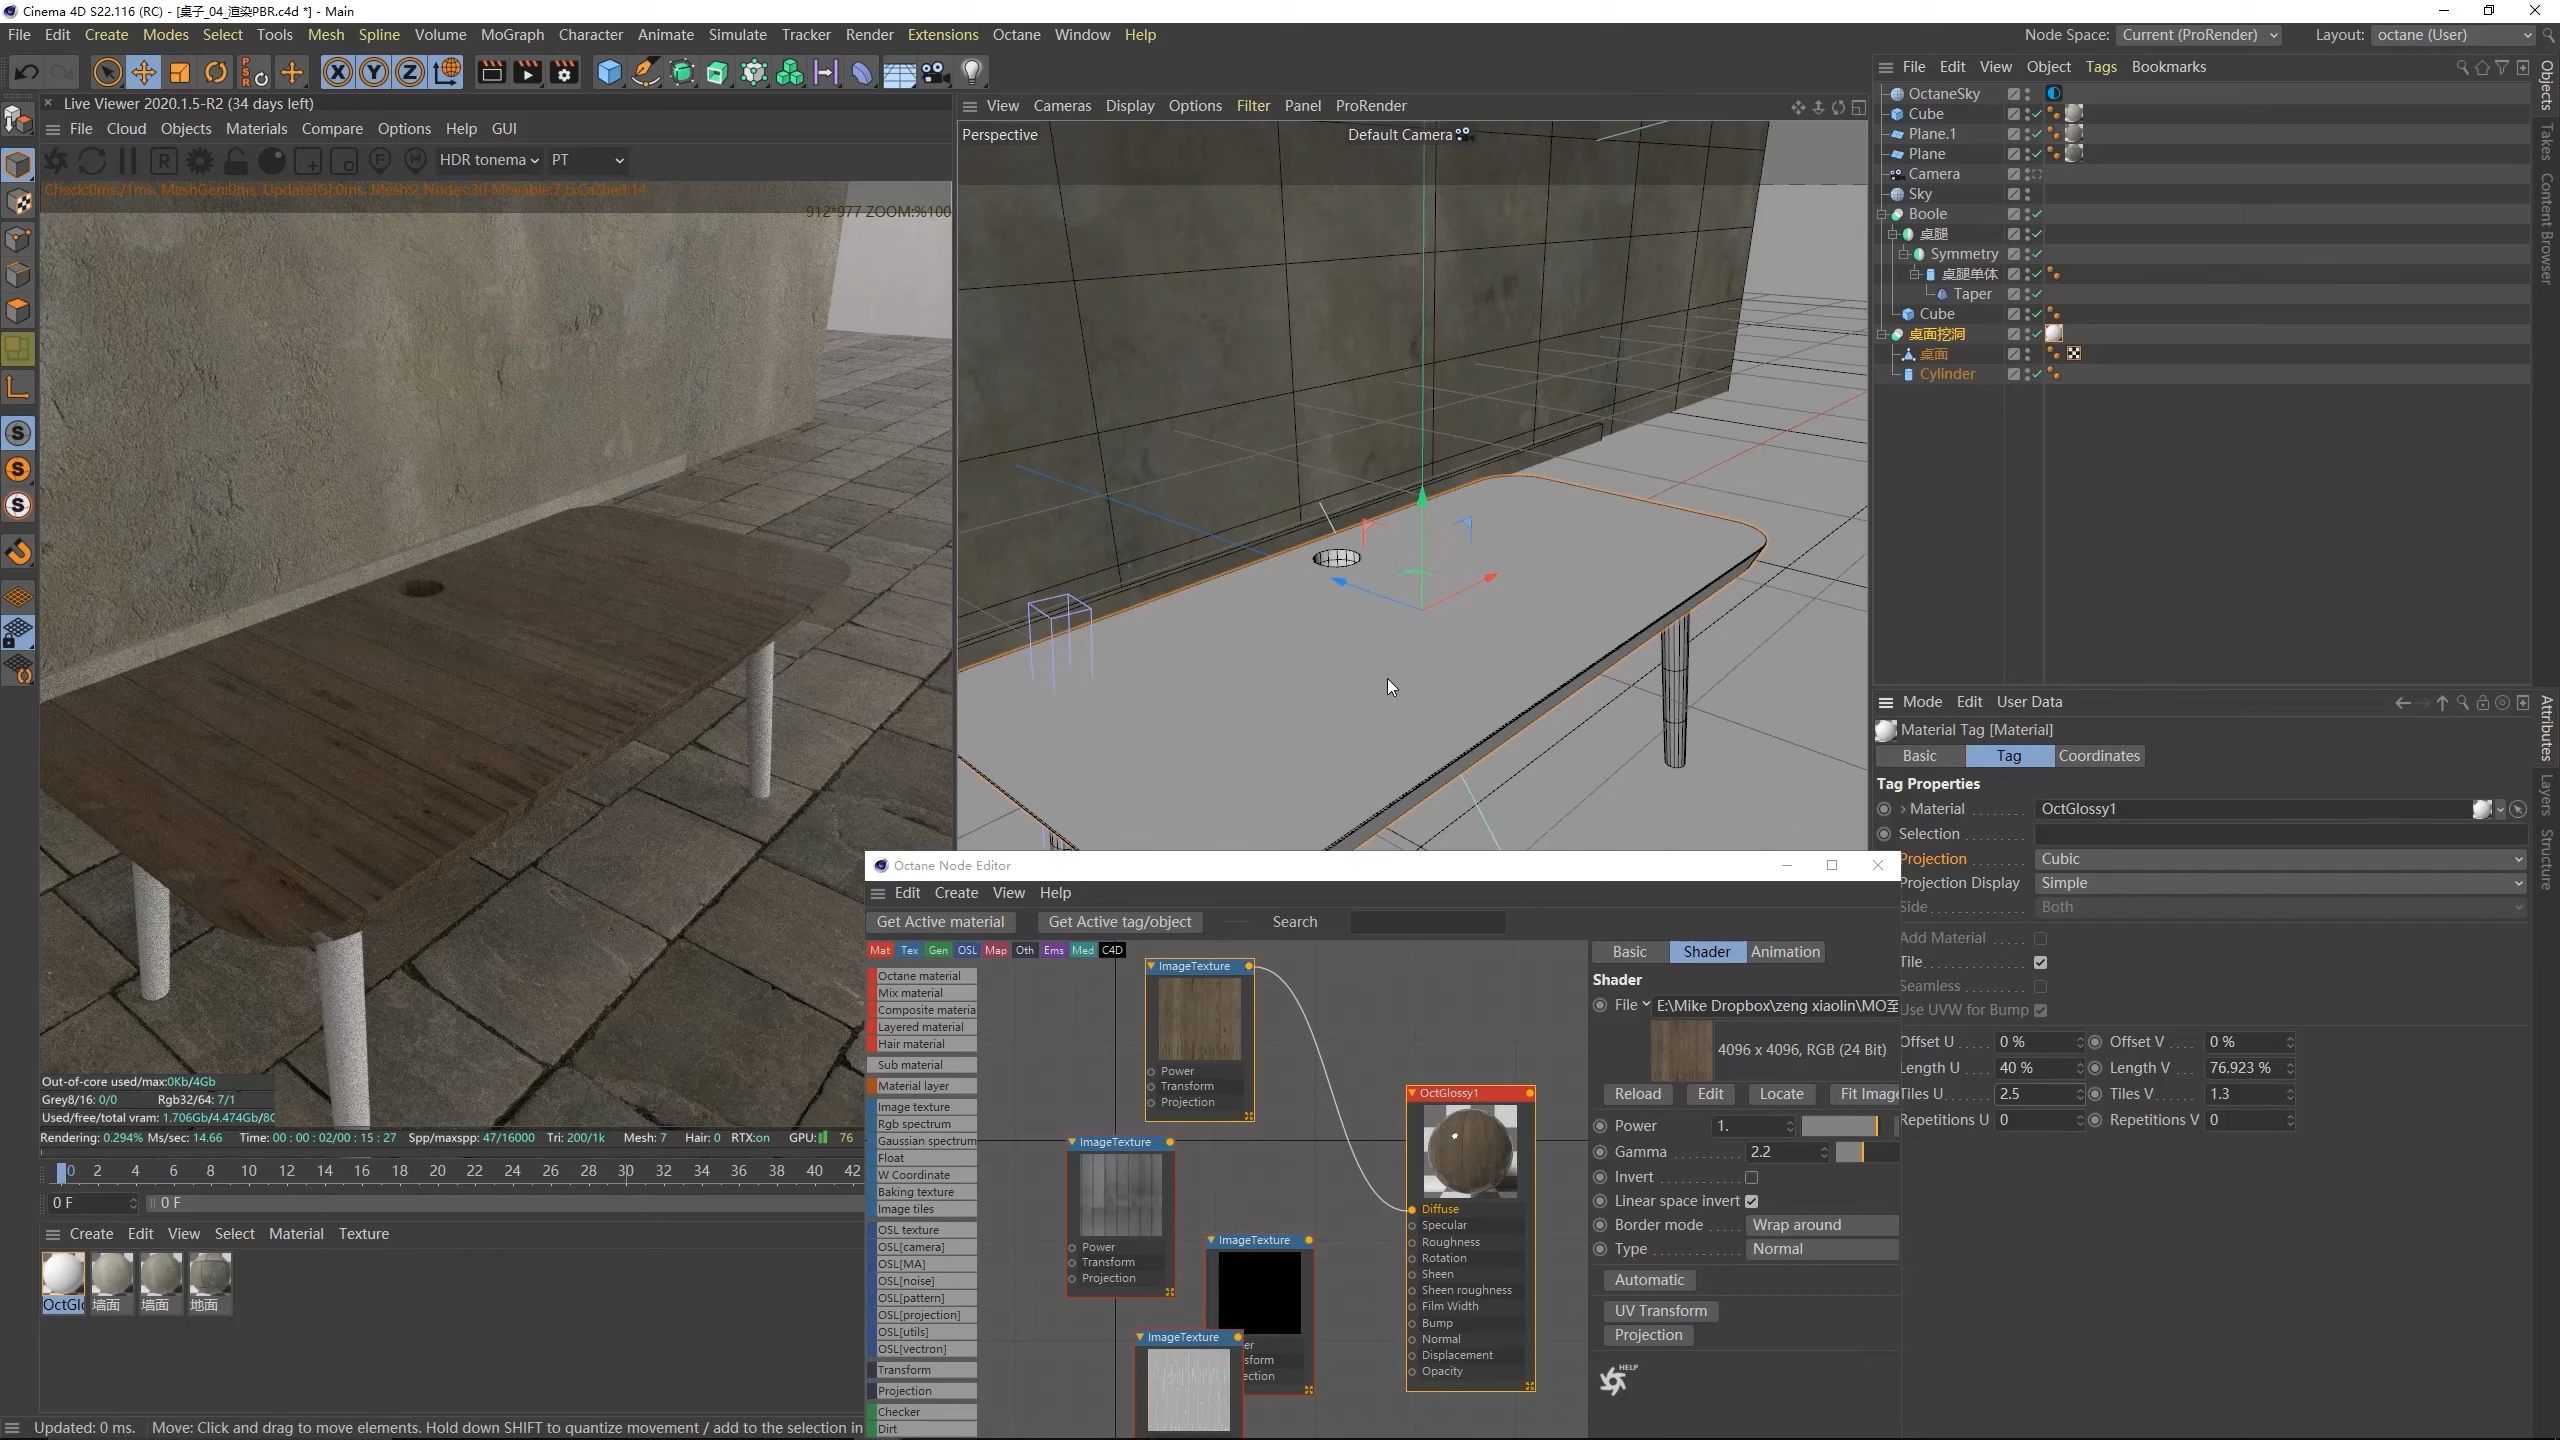 Cinema 4D S22.116 (RC) - [桌子_04_渲染PBR.c4d *] - Main
File Edit Create Modes Select Tools Mesh Spline Volume MoGraph Character Animate Simulate Tracker Render Extensions Octane Window Help
Node Space: Current (ProRender) Layout: octane (User)
Live Viewer 2020.1.5-R2 (34 days left)
File Cloud Objects Materials Compare Options Help GUI
HDR tonema PT
Check:0ms./1ms. MeshGen:0ms. Update[G]:0ms. Mesh:2 Nodes:30 Movable:7 txCached:14
912*977 ZOOM:%100
Out-of-core used/max:0Kb/4Gb
Grey8/16: 0/0 Rgb32/64: 7/1
Used/free/total vram: 1.706Gb/4.474Gb/8G
Rendering: 0.294% Ms/sec: 14.66 Time: 00 : 00 : 02/00 : 15 : 27 Spp/maxspp: 47/16000 Tri: 200/1k Mesh: 7 Hair: 0 RTX:on GPU: 76
0 2 4 6 8 10 12 14 16 18 20 22 24 26 28 30 32 34 36 38 40 42
0 F 0 F
Create Edit View Select Material Texture
OctGlo 墙面 墙面 地面
Updated: 0 ms. Move: Click and drag to move elements. Hold down SHIFT to quantize movement / add to the selection in
View Cameras Display Options Filter Panel ProRender
Perspective
Default Camera
Octane Node Editor
Edit Create View Help
Get Active material Get Active tag/object Search
Mat Tex Gen OSL Map Oth Ems Med C4D
Octane material
Mix material
Composite materia
Layered material
Hair material
Sub material
Material layer
Image texture
Rgb spectrum
Gaussian spectrum
Float
W Coordinate
Baking texture
Image tiles
OSL texture
OSL[camera]
OSL[MA]
OSL[noise]
OSL[pattern]
OSL[projection]
OSL[utils]
OSL[vectron]
Transform
Projection
Checker
Dirt
ImageTexture
Power
Transform
Projection
ImageTexture
Power
Transform
Projection
ImageTexture
er
sform
ection
ImageTexture
OctGlossy1
Diffuse
Specular
Roughness
Rotation
Sheen
Sheen roughness
Film Width
Bump
Normal
Displacement
Opacity
Basic Shader Animation
Shader
File E:\Mike Dropbox\zeng xiaolin\MO至
4096 x 4096, RGB (24 Bit)
Reload Edit Locate Fit Image
Power 1.
Gamma 2.2
Invert
Linear space invert
Border mode Wrap around
Type Normal
Automatic
UV Transform
Projection
HELP
File Edit View Object Tags Bookmarks
OctaneSky
Cube
Plane.1
Plane
Camera
Sky
Boole
桌腿
Symmetry
桌腿单体
Taper
Cube
桌面挖洞
桌面
Cylinder
Objects
Takes
Content Browser
Mode Edit User Data
Material Tag [Material]
Basic Tag Coordinates
Tag Properties
Material OctGlossy1
Selection
Projection Cubic
Projection Display Simple
Side Both
Add Material
Tile
Seamless
Use UVW for Bump
Offset U 0 % Offset V 0 %
Length U 40 % Length V 76.923 %
Tiles U 2.5 Tiles V 1.3
Repetitions U 0 Repetitions V 0
Attributes
Layers
Structure